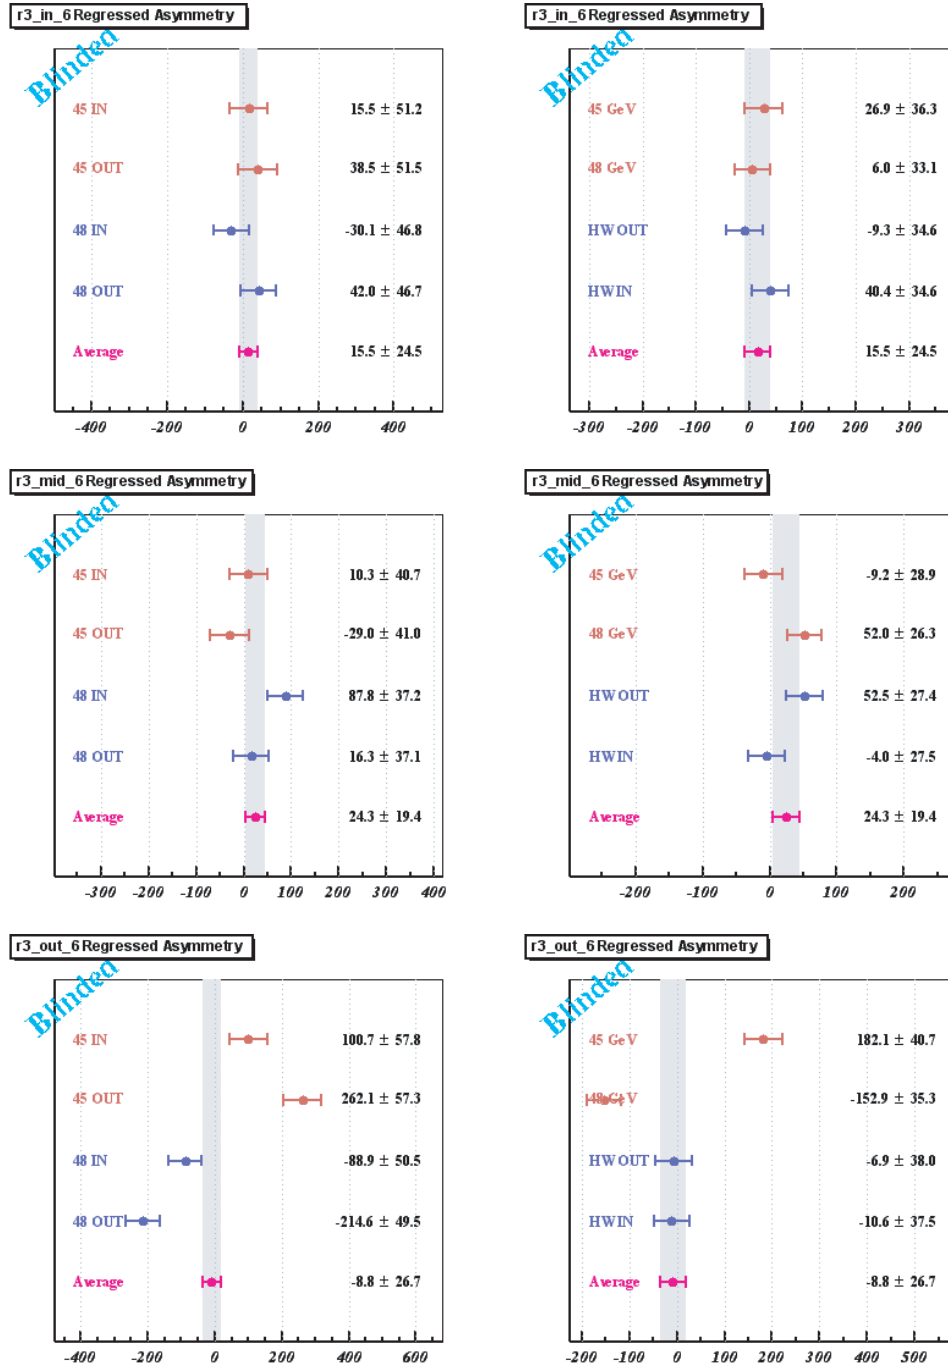 r3_in_6 Regressed Asymmetry
Blinded
45 IN 15.5 ± 51.2
45 OUT 38.5 ± 51.5
48 IN -30.1 ± 46.8
48 OUT 42.0 ± 46.7
Average 15.5 ± 24.5
-400 -200 0 200 400
r3_in_6 Regressed Asymmetry
Blinded
45 GeV 26.9 ± 36.3
48 GeV 6.0 ± 33.1
HWOUT -9.3 ± 34.6
HWIN 40.4 ± 34.6
Average 15.5 ± 24.5
-300 -200 -100 0 100 200 300
r3_mid_6 Regressed Asymmetry
Blinded
45 IN 10.3 ± 40.7
45 OUT -29.0 ± 41.0
48 IN 87.8 ± 37.2
48 OUT 16.3 ± 37.1
Average 24.3 ± 19.4
-300 -200 -100 0 100 200 300 400
r3_mid_6 Regressed Asymmetry
Blinded
45 GeV -9.2 ± 28.9
48 GeV 52.0 ± 26.3
HWOUT 52.5 ± 27.4
HWIN -4.0 ± 27.5
Average 24.3 ± 19.4
-200 -100 0 100 200
r3_out_6 Regressed Asymmetry
Blinded
45 IN 100.7 ± 57.8
45 OUT 262.1 ± 57.3
48 IN -88.9 ± 50.5
48 OUT -214.6 ± 49.5
Average -8.8 ± 26.7
-400 -200 0 200 400 600
r3_out_6 Regressed Asymmetry
Blinded
45 GeV 182.1 ± 40.7
48 GeV -152.9 ± 35.3
HWOUT -6.9 ± 38.0
HWIN -10.6 ± 37.5
Average -8.8 ± 26.7
-200 -100 0 100 200 300 400 500